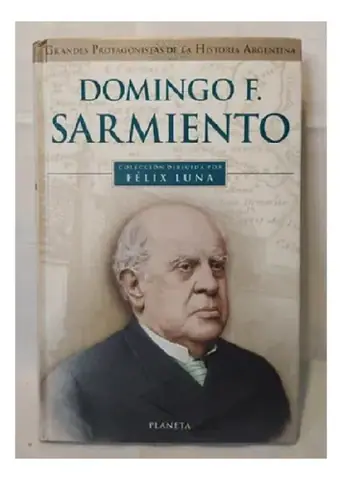 GRANDES PROTAGONISTAS DE LA HISTORIA ARGENTINA
DOMINGO F.
SARMIENTO
COLECCIÓN DIRIGIDA POR
FÉLIX LUNA
PLANETA